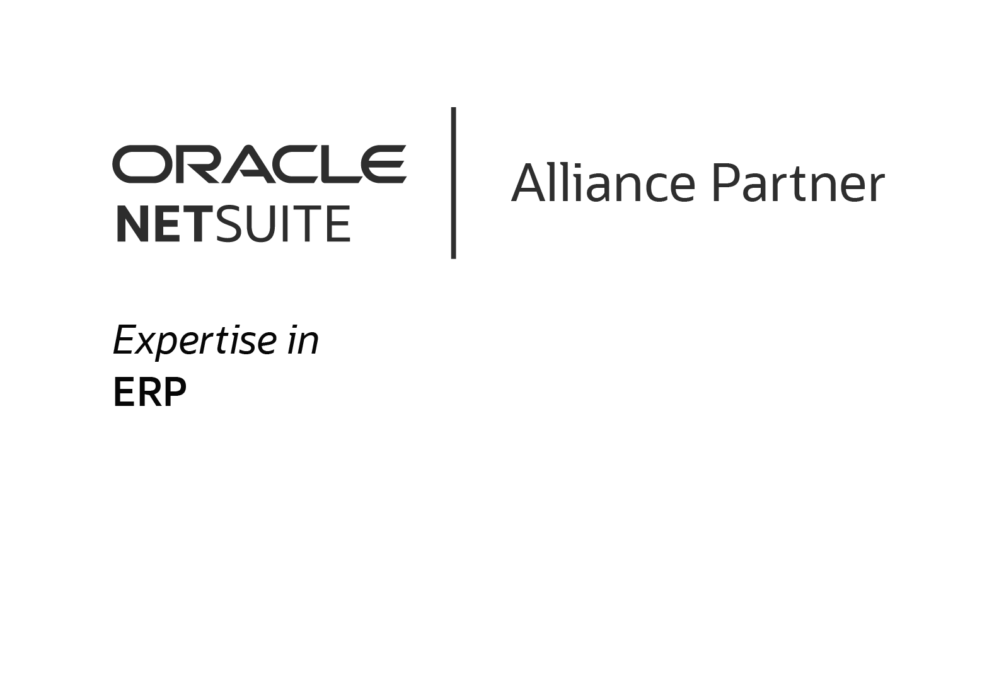 ORACLE
NETSUITE
Alliance Partner
Expertise in
ERP